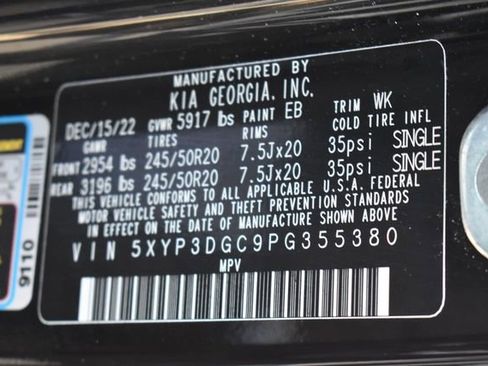 MANUFACTURED BY
KIA GEORGIA, INC.
DEC/15/22 GVWR 5917 lbs PAINT EB TRIM WK
GAWR TIRES RIMS COLD TIRE INFL
FRONT 2954 lbs 245/50R20 7.5Jx20 35psi SINGLE
REAR 3196 lbs 245/50R20 7.5Jx20 35psi SINGLE
THIS VEHICLE CONFORMS TO ALL APPLICABLE U.S.A. FEDERAL
MOTOR VEHICLE SAFETY AND THEFT PREVENTION STANDARDS
IN EFFECT ON THE DATE OF MANUFACTURE SHOWN ABOVE
VIN 5XYP3DGC9PG355380
MPV
9110